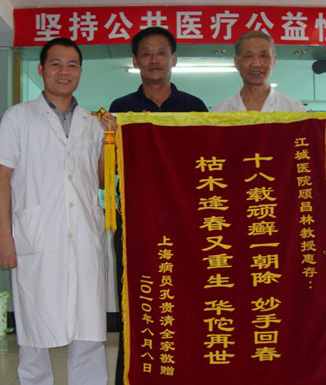 坚持公共医疗公益性
江城医院顾昌林教授惠存：
十八载顽癣一朝除 妙手回春
枯木逢春又重生 华佗再世
上海病员孔贵清全家敬赠
二〇一〇年八月八日